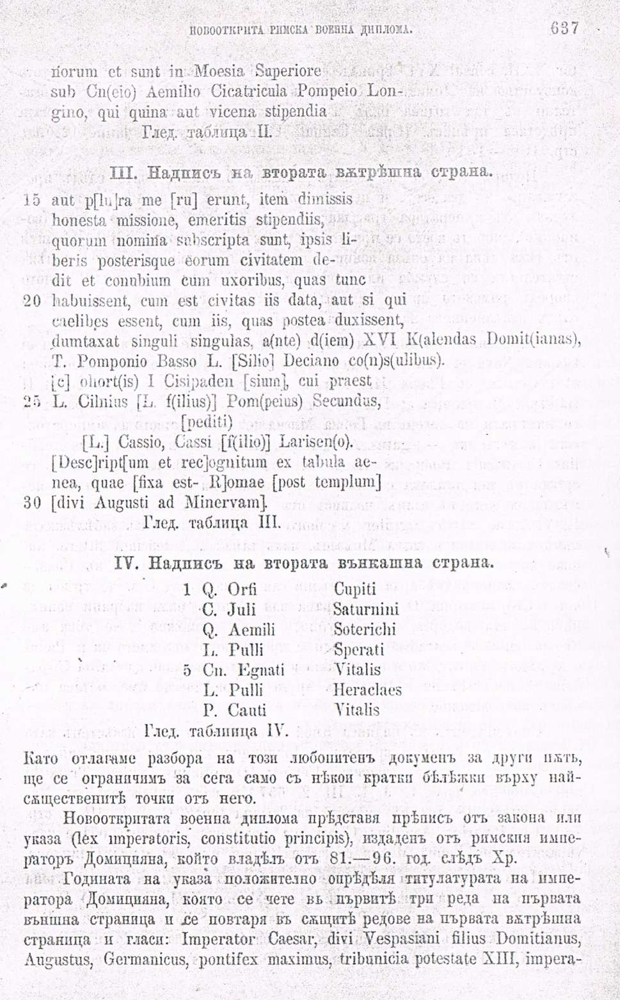 НОВООТКРИТА РИМСКА ВОЕННА ДИПЛОМА. 637
norum et sunt in Moesia Superiore
sub Cn(eio) Aemilio Cicatricula Pompeio Lon-
gino, qui quina aut vicena stipendia
Глед. таблица II.
III. Надпись на втората вѫтрѣшна страна.
15 aut p[lu]ra me [ru] erunt, item dimissis
honesta missione, emeritis stipendiis,
quorum nomina subscripta sunt, ipsis li-
beris posterisque eorum civitatem de-
dit et conubium cum uxoribus, quas tunc
20 habuissent, cum est civitas iis data, aut si qui
caelibes essent, cum iis, quas postea duxissent,
dumtaxat singuli singulas, a(nte) d(iem) XVI K(alendas Domit(ianas),
T. Pomponio Basso L. [Silio] Deciano co(n)s(ulibus).
[c] ohort(is) I Cisipaden [sium], cui praest
25 L. Cilnius [L. f(ilius)] Pom(peius) Secundus,
[pediti)
[L.] Cassio, Cassi [f(ilio)] Larisen(o).
[Desc]ript[um et rec]ognitum ex tabula ae-
nea, quae [fixa est- R]omae [post templum]
30 [divi Augusti ad Minervam].
Глед. таблица III.
IV. Надпись на втората вънкашна страна.
1 Q. Orfi Cupiti
C. Juli Saturnini
Q. Aemili Soterichi
L. Pulli Sperati
5 Cn. Egnati Vitalis
L. Pulli Heraclaes
P. Cauti Vitalis
Глед. таблиица IV.
Като отлагаме разбора на този любопитенъ документъ за други пѫть,
ще се ограничимъ за сега само съ нѣкои кратки бѣлѣжки върху най-
сѫщественитѣ точки отъ него.
Новооткритата военна диплома прѣдставя прѣписъ отъ закона или
указа (lex imperatoris, constitutio principis), издаденъ отъ римския импе-
раторъ Домицияна, който владѣлъ отъ 81.—96. год. слѣдъ Хр.
Годината на указа положително опрѣдѣля титулатурата на импе-
ратора Домицияна, която се чете вь първитѣ три реда на първата
външна страница и се повтаря въ сѫщитѣ редове на първата вѫтрѣшна
страница и гласи: Imperator Caesar, divi Vespasiani filius Domitianus,
Augustus, Germanicus, pontifex maximus, tribunicia potestate XIII, impera-